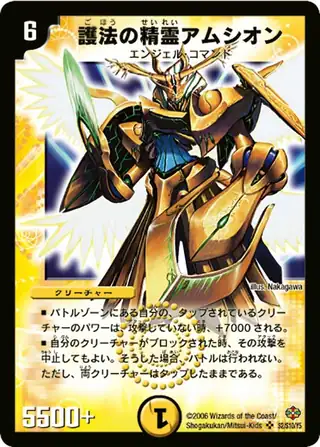 6
ごほう せいれい
護法の精霊アムシオン
エンジェル・コマンド
illus. Nakagawa
クリーチャー
■ バトルゾーンにある自分の、タップされているクリー
チャーのパワーは、攻撃していない時、+7000 される。
■ 自分のクリーチャーがブロックされた時、その攻撃を
中止してもよい。そうした場合、バトルは行われない。
ただし、両クリーチャーはタップしたままである。
5500+
1
©2006 Wizards of the Coast/
Shogakukan/Mitsui-Kids S2/S10/Y5